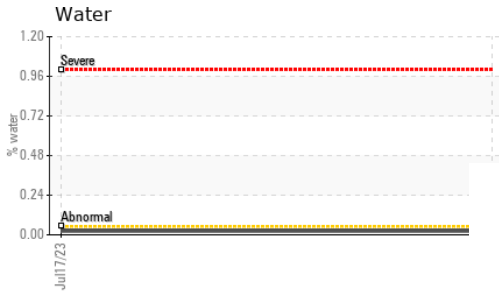 Water
1.20
Severe
0.96
0.72
% water
0.48
0.24
Abnormal
0.00
Jul17/23